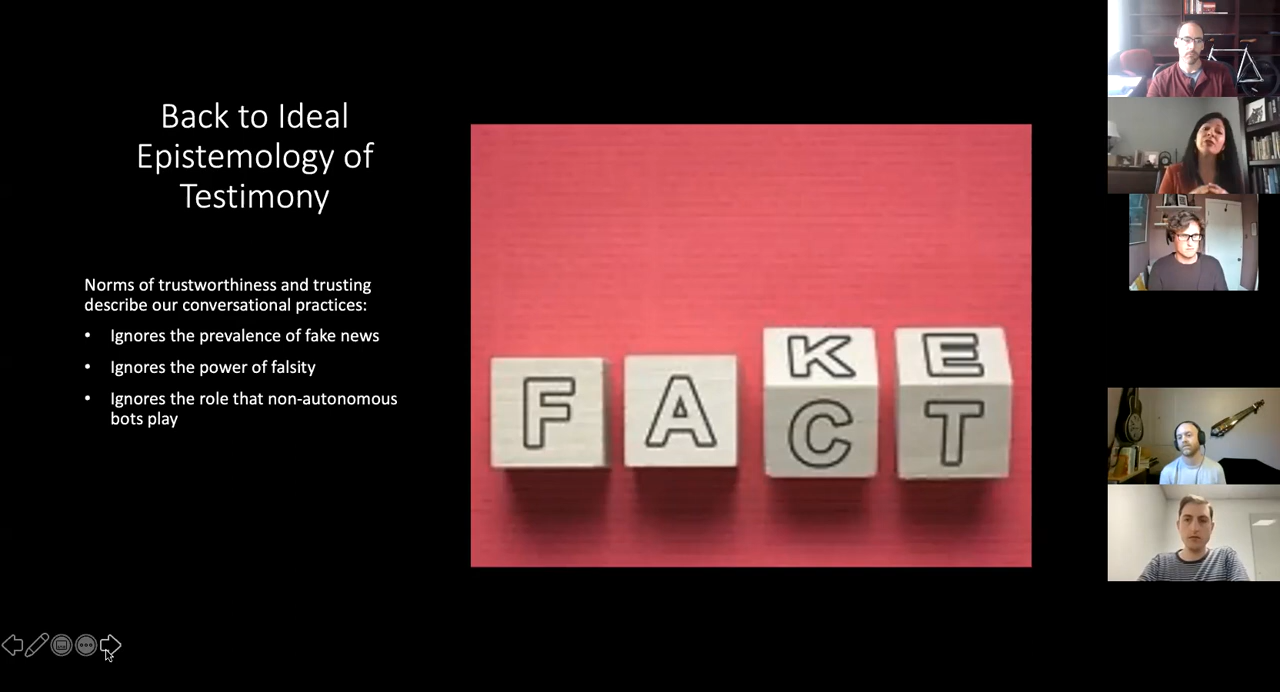 Back to Ideal
Epistemology of
Testimony
Norms of trustworthiness and trusting
describe our conversational practices:
• Ignores the prevalence of fake news
• Ignores the power of falsity
• Ignores the role that non-autonomous
bots play
K E
F A C T